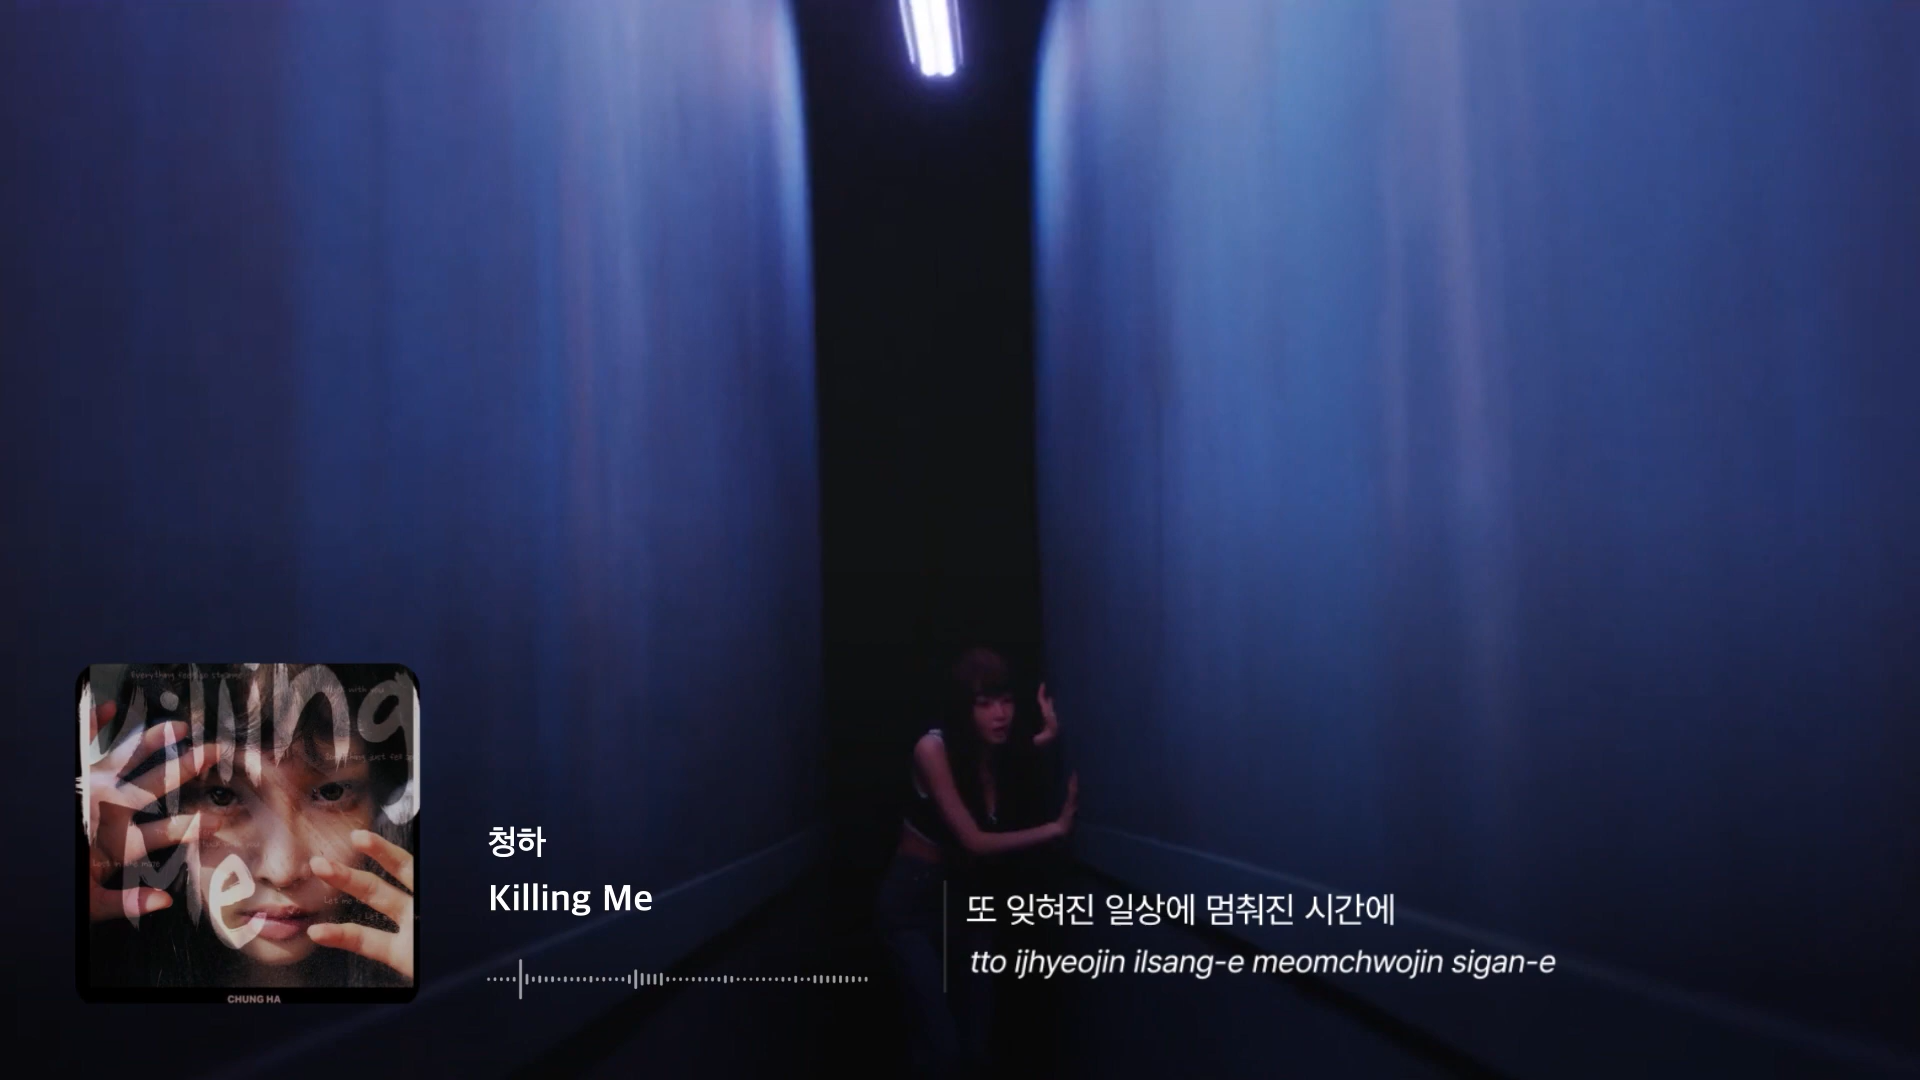 Killing
Me
CHUNG HA
청하
Killing Me
또 잊혀진 일상에 멈춰진 시간에
tto ijhyeojin ilsang-e meomchwojin sigan-e